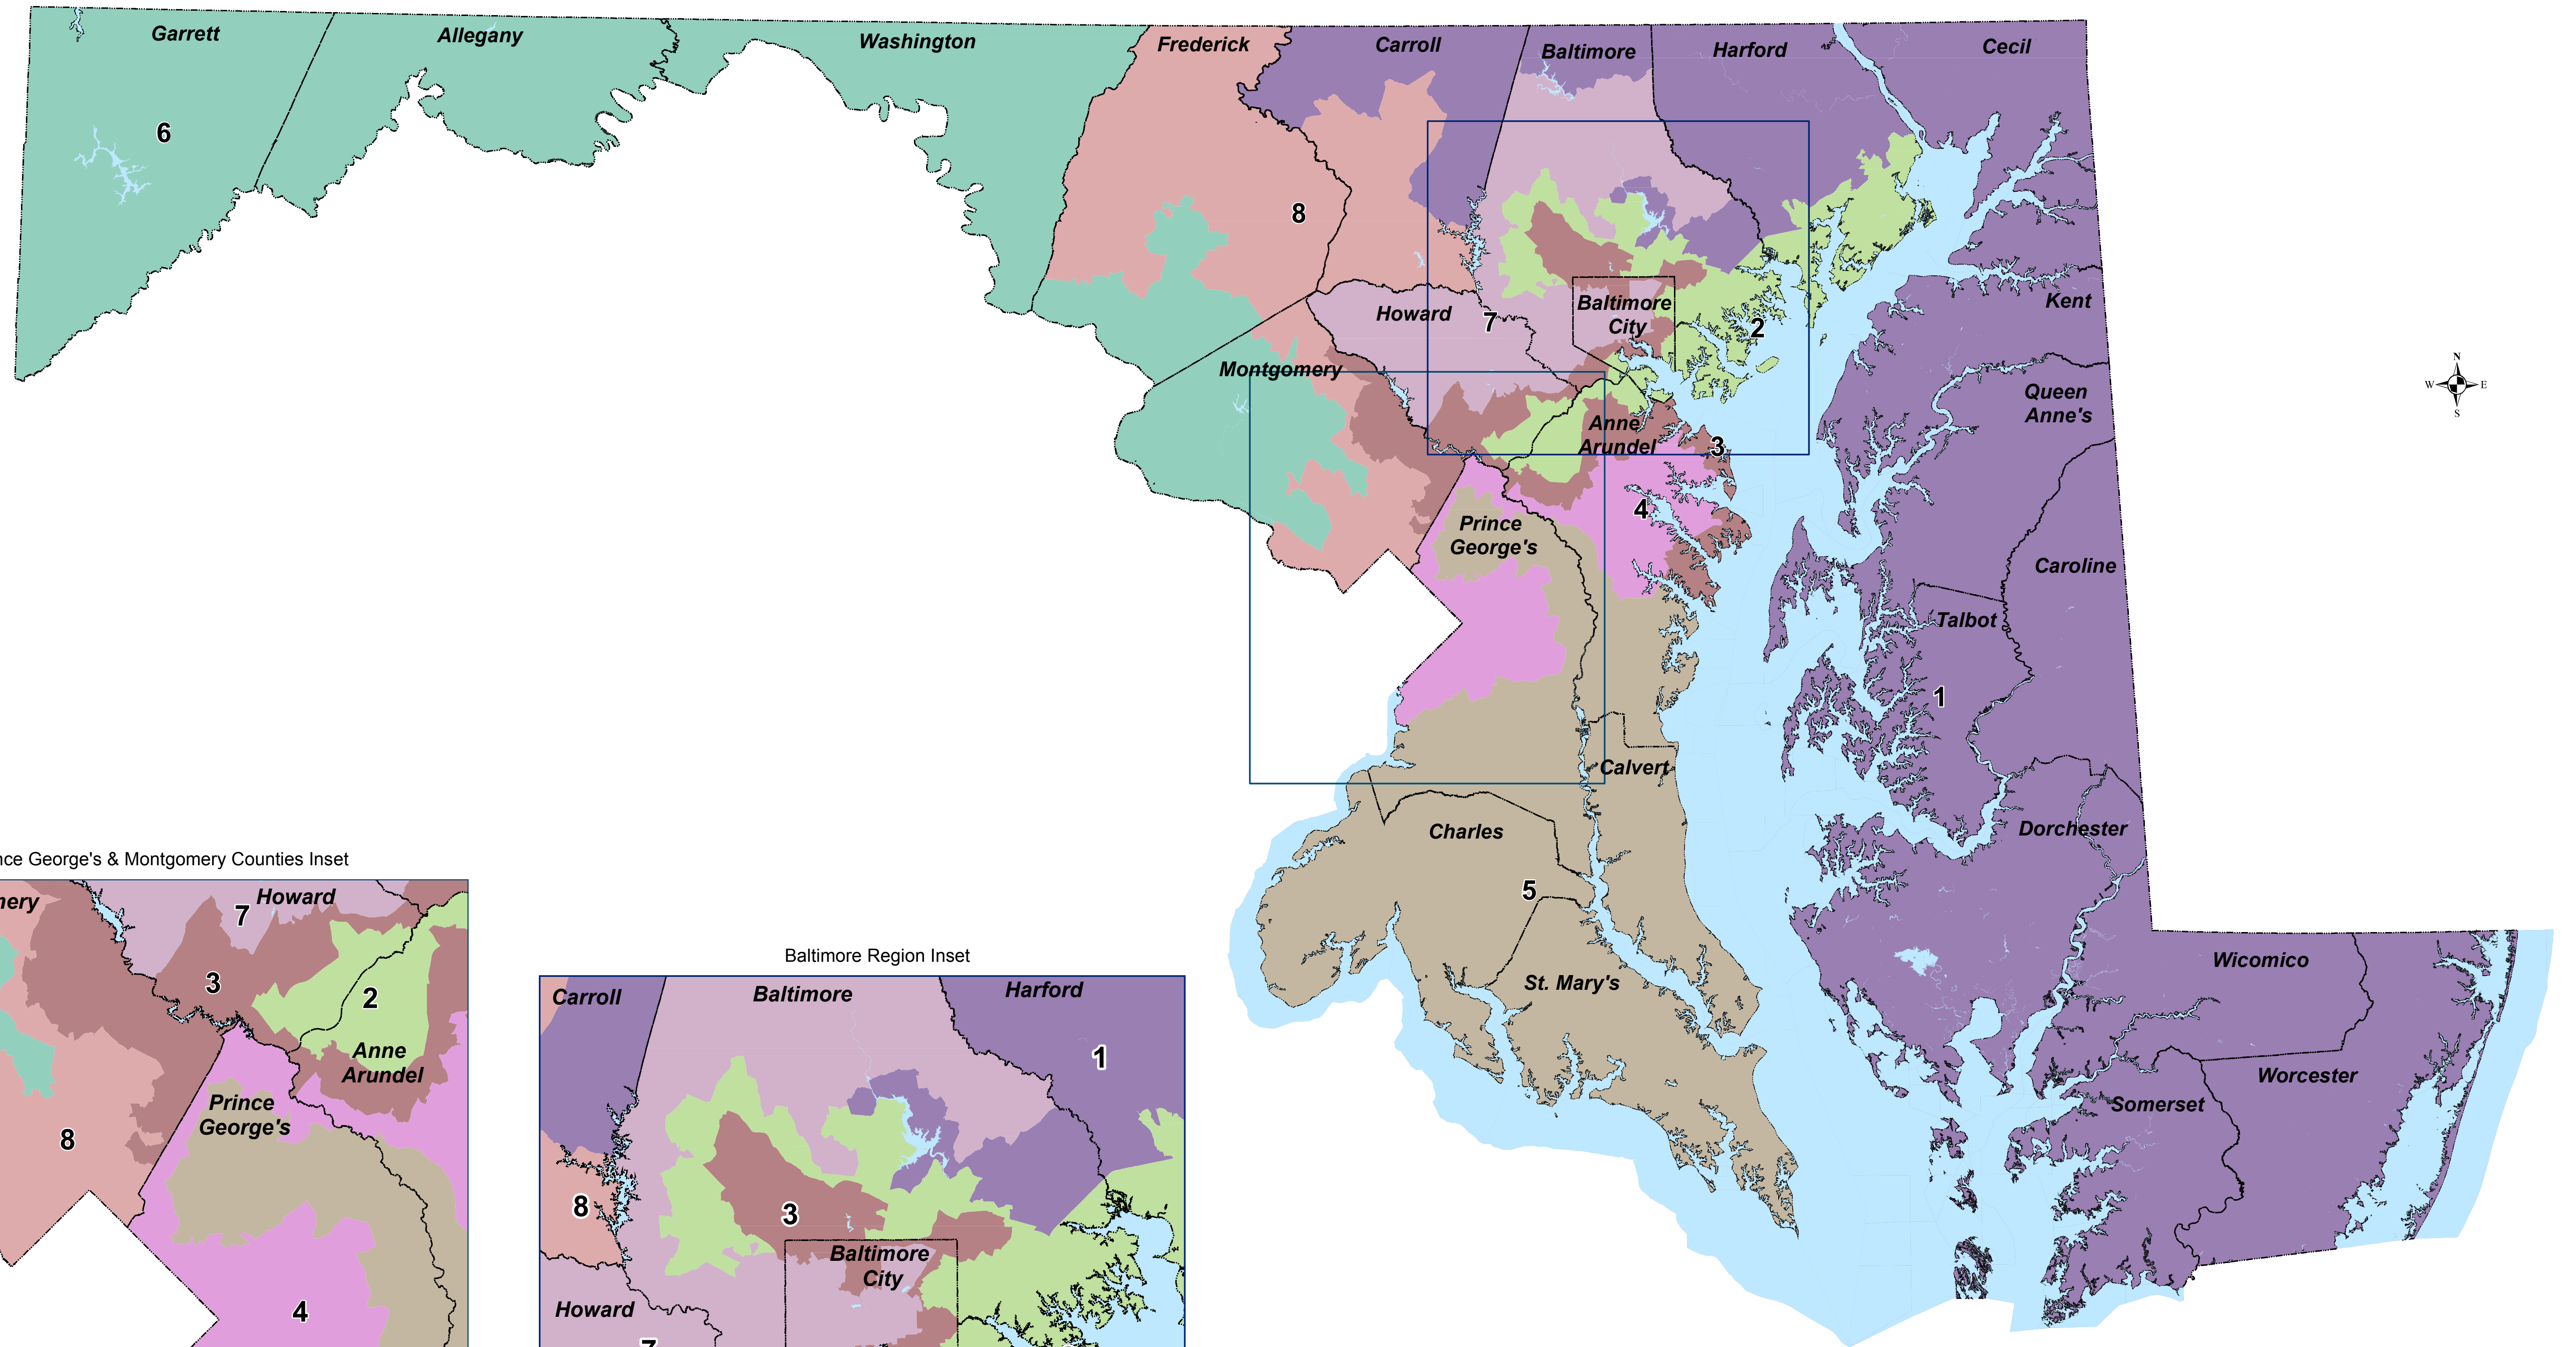 Garrett
Allegany
Washington
Frederick
Carroll
Baltimore
Harford
Cecil
6
8
Howard
7
Baltimore
City
2
Kent
Montgomery
Queen
Anne's
N
W
E
S
Anne
Arundel
3
4
Prince
George's
Caroline
Talbot
1
Calvert
Charles
Dorchester
5
St. Mary's
Wicomico
Worcester
Somerset
nce George's & Montgomery Counties Inset
nery
7
Howard
3
2
Anne
Arundel
Prince
George's
8
4
Baltimore Region Inset
Carroll
Baltimore
Harford
1
8
3
Baltimore
City
Howard
7